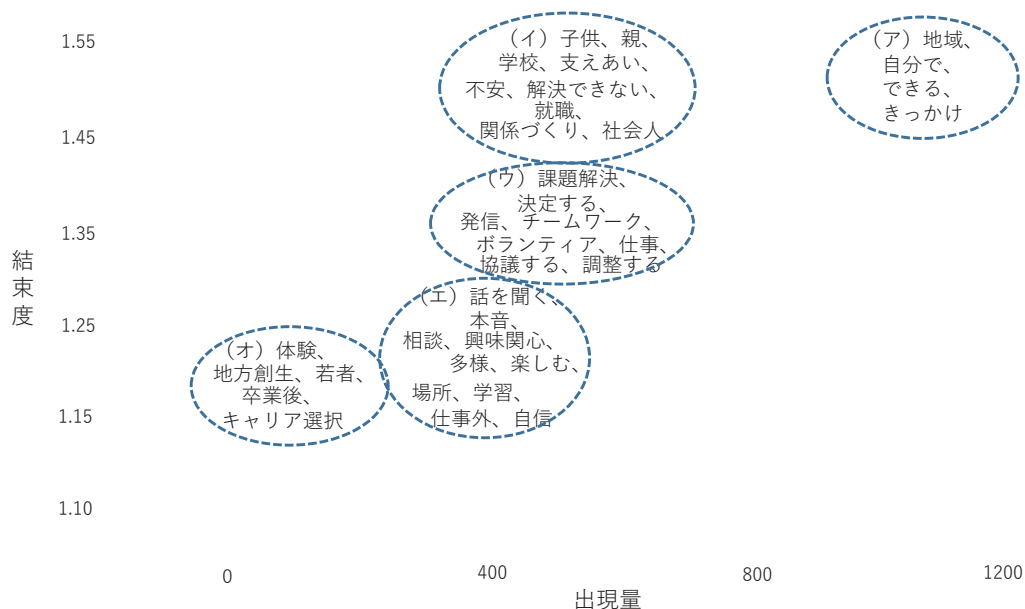 1.55
1.45
1.35
1.25
1.15
1.10
結束度
（イ）子供、親、
学校、支えあい、
不安、解決できない、
就職、
関係づくり、社会人
（ア）地域、
自分で、
できる、
きっかけ
（ウ）課題解決、
決定する、
発信、チームワーク、
ボランティア、仕事、
協議する、調整する
（エ）話を聞く、
本音、
相談、興味関心、
多様、楽しむ、
場所、学習、
仕事外、自信
（オ）体験、
地方創生、若者、
卒業後、
キャリア選択
0
400
800
1200
出現量